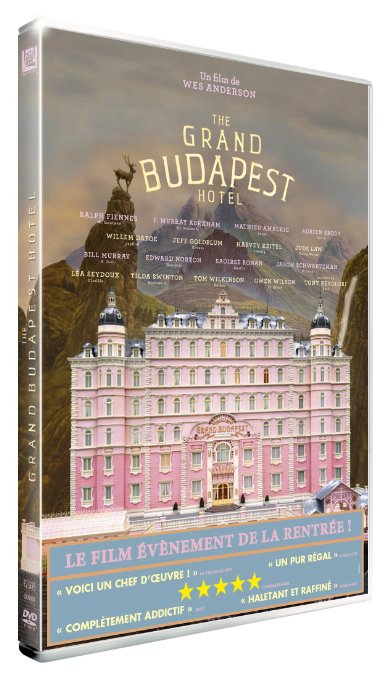 Un film de
WES ANDERSON
THE
GRAND
BUDAPEST
HOTEL
RALPH FIENNES F. MURRAY ABRAHAM MATHIEU AMALRIC ADRIEN BRODY
WILLEM DAFOE JEFF GOLDBLUM HARVEY KEITEL JUDE LAW
BILL MURRAY EDWARD NORTON SAOIRSE RONAN JASON SCHWARTZMAN
LÉA SEYDOUX TILDA SWINTON TOM WILKINSON OWEN WILSON TONY REVOLORI
GRAND BUDAPEST
LE FILM ÉVÈNEMENT DE LA RENTRÉE !
« VOICI UN CHEF D'ŒUVRE ! »
« UN PUR RÉGAL »
« COMPLÈTEMENT ADDICTIF »
« HALETANT ET RAFFINÉ »
THE
GRAND BUDAPEST HOTEL
DVD